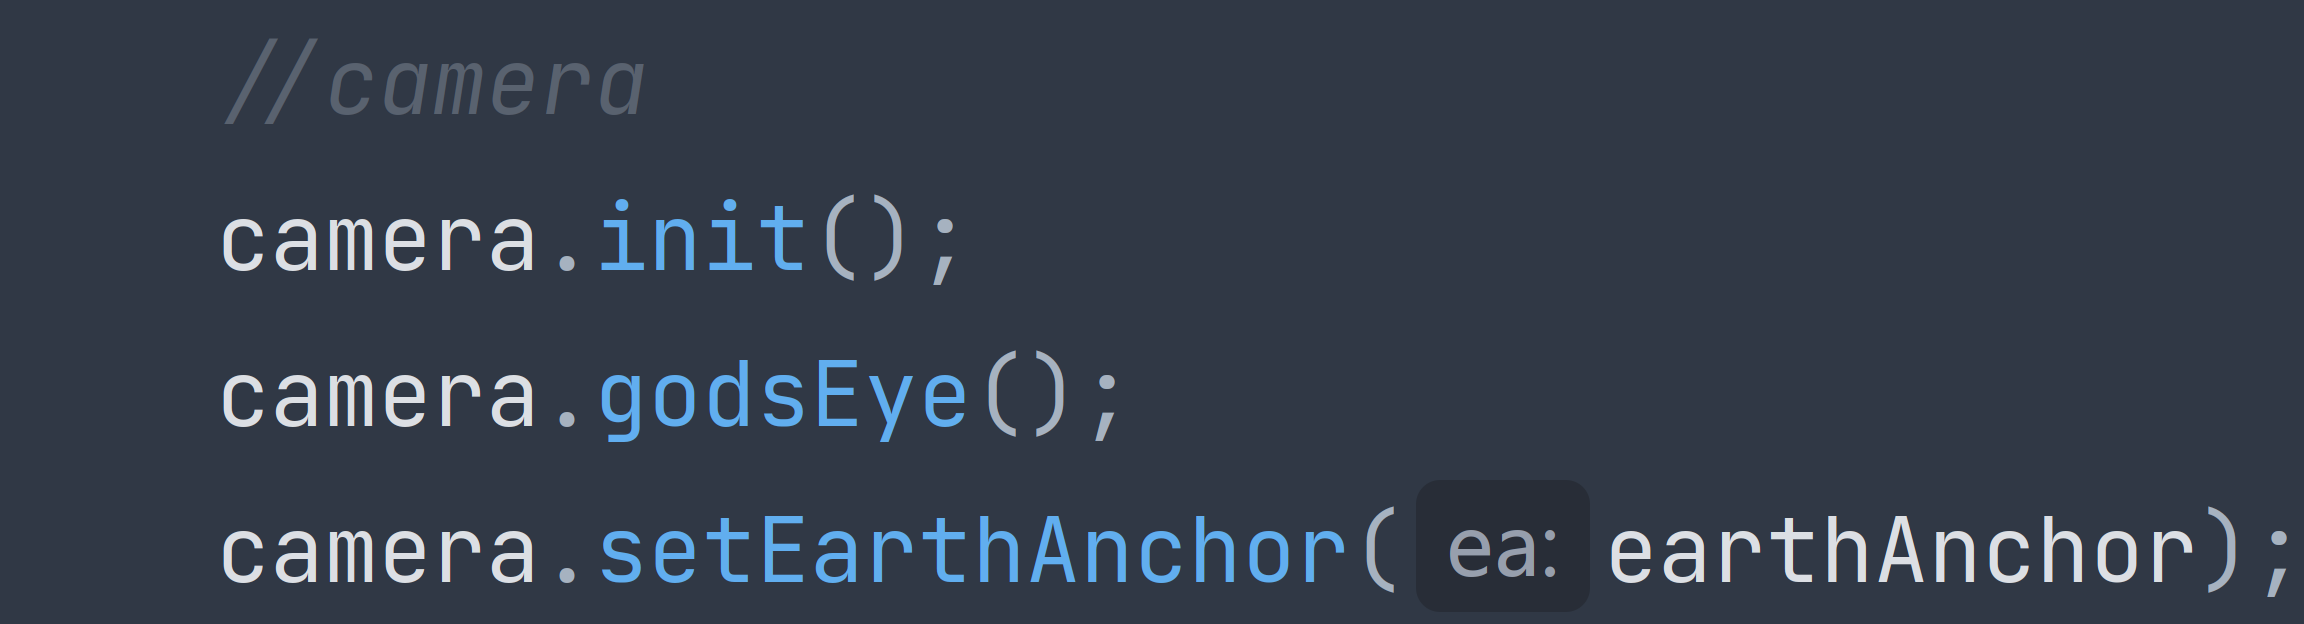 //camera
camera.init();
camera.godsEye();
camera.setEarthAnchor( ea: earthAnchor);